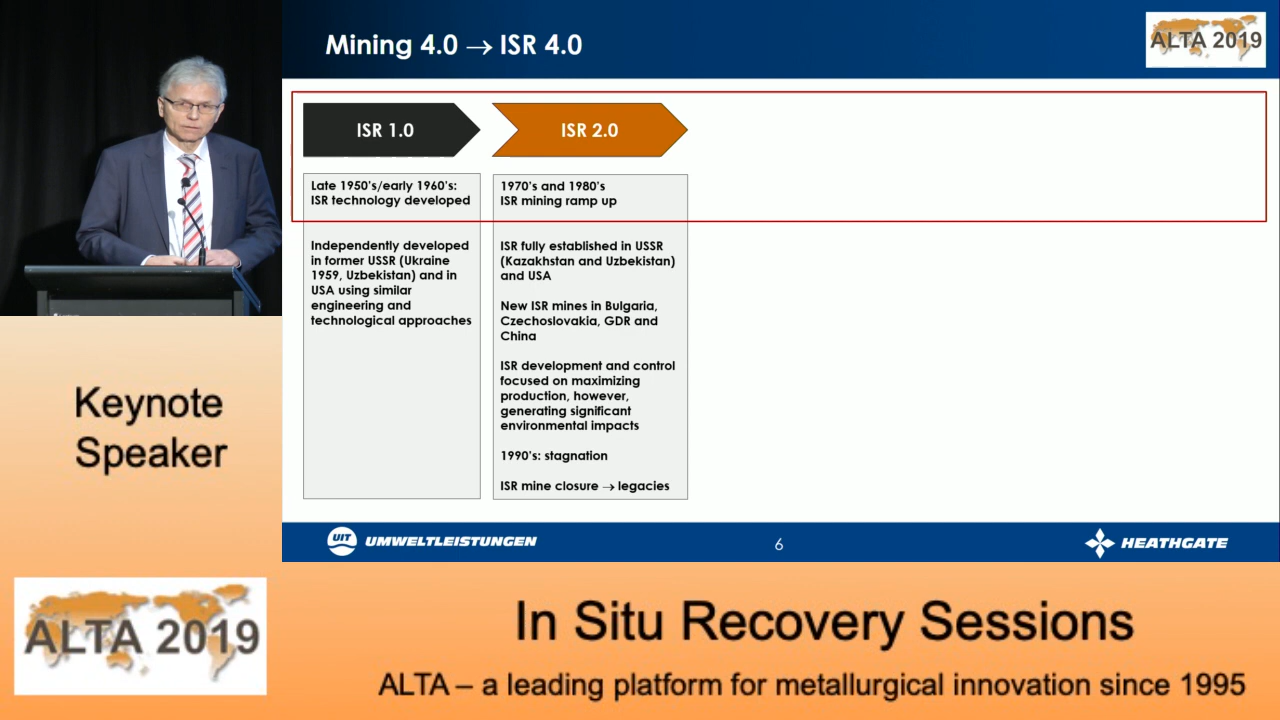 Mining 4.0 → ISR 4.0
ALTA 2019
ISR 1.0
ISR 2.0
Late 1950's/early 1960's:
ISR technology developed
Independently developed
in former USSR (Ukraine
1959, Uzbekistan) and in
USA using similar
engineering and
technological approaches
1970's and 1980's
ISR mining ramp up
ISR fully established in USSR
(Kazakhstan and Uzbekistan)
and USA
New ISR mines in Bulgaria,
Czechoslovakia, GDR and
China
ISR development and control
focused on maximizing
production, however,
generating significant
environmental impacts
1990's: stagnation
ISR mine closure → legacies
UIT UMWELTLEISTUNGEN
6
HEATHGATE
Keynote
Speaker
ALTA 2019
In Situ Recovery Sessions
ALTA – a leading platform for metallurgical innovation since 1995